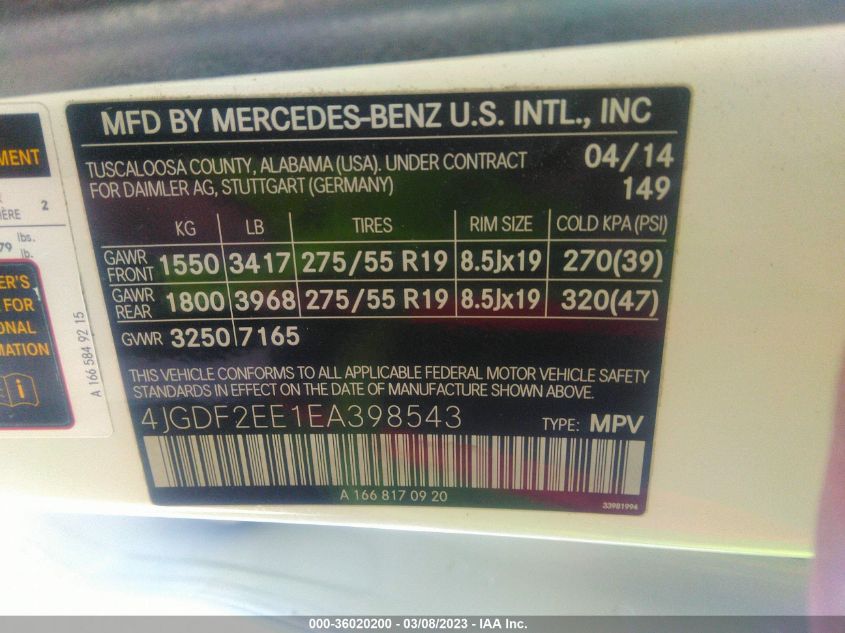 MENT
IÈRE 2
79 lbs.
lb.
ER'S
FOR
ONAL
MATION
i
A 166 584 92 15
MFD BY MERCEDES-BENZ U.S. INTL., INC
TUSCALOOSA COUNTY, ALABAMA (USA). UNDER CONTRACT 04/14
FOR DAIMLER AG, STUTTGART (GERMANY) 149
KG LB TIRES RIM SIZE COLD KPA (PSI)
GAWR FRONT 1550 3417 275/55 R19 8.5Jx19 270(39)
GAWR REAR 1800 3968 275/55 R19 8.5Jx19 320(47)
GVWR 3250 7165
THIS VEHICLE CONFORMS TO ALL APPLICABLE FEDERAL MOTOR VEHICLE SAFETY
STANDARDS IN EFFECT ON THE DATE OF MANUFACTURE SHOWN ABOVE.
4JGDF2EE1EA398543 TYPE: MPV
A 166 817 09 20
33981994
000-36020200 - 03/08/2023 - IAA Inc.